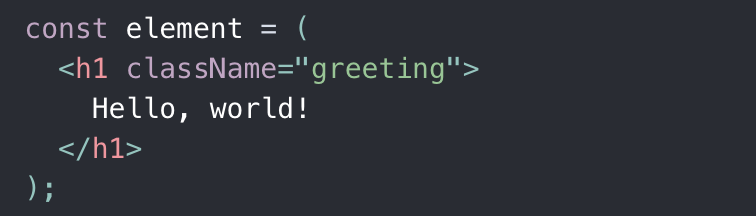 const element = (
  <h1 className="greeting">
    Hello, world!
  </h1>
);